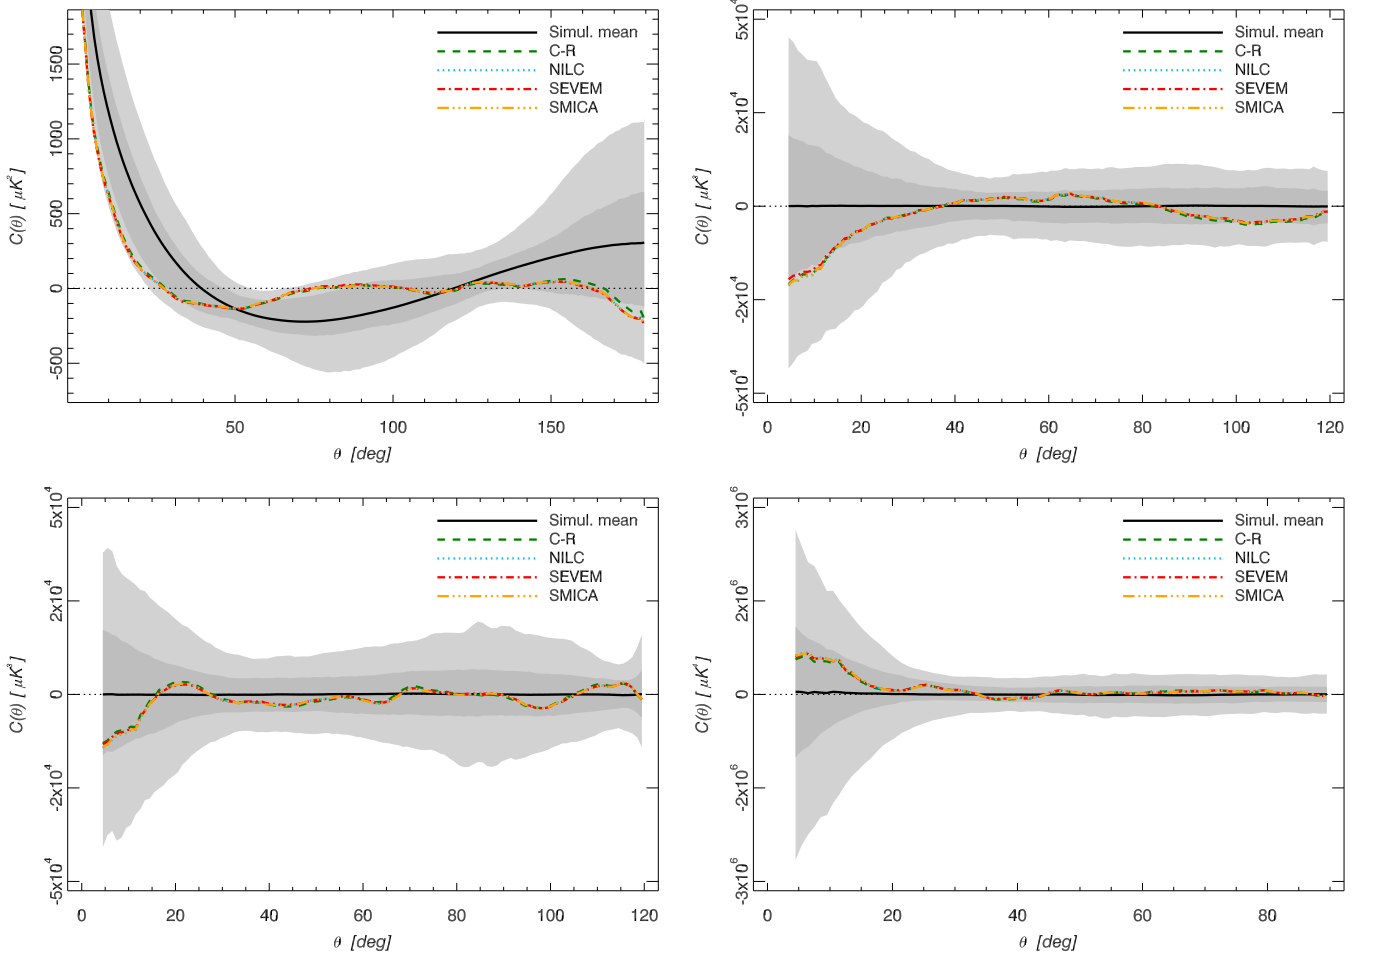 1500
1000
500
0
-500
C(θ) [ μK² ]
Simul. mean
C-R
NILC
SEVEM
SMICA
50
100
150
θ [deg]
5x10⁴
2x10⁴
0
-2x10⁴
-5x10⁴
C(θ) [ μK³ ]
Simul. mean
C-R
NILC
SEVEM
SMICA
0
20
40
60
80
100
120
θ [deg]
5x10⁴
2x10⁴
0
-2x10⁴
-5x10⁴
C(θ) [ μK³ ]
Simul. mean
C-R
NILC
SEVEM
SMICA
0
20
40
60
80
100
120
θ [deg]
3x10⁶
2x10⁶
0
-2x10⁶
-3x10⁶
C(θ) [ μK⁴ ]
Simul. mean
C-R
NILC
SEVEM
SMICA
0
20
40
60
80
θ [deg]